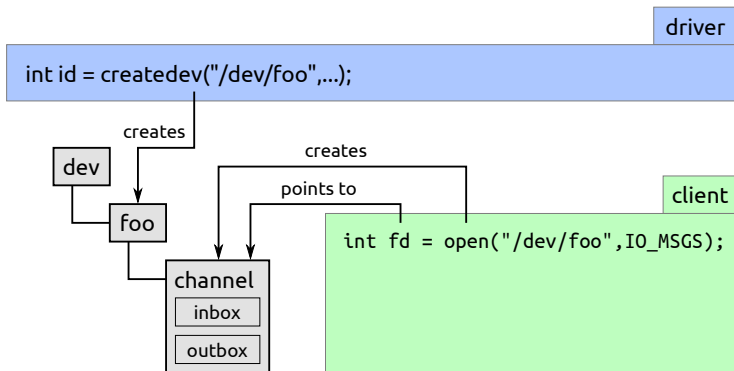 driver
int id = createdev("/dev/foo",...);
creates
dev
creates
points to
client
foo
int fd = open("/dev/foo",IO_MSGS);
channel
inbox
outbox